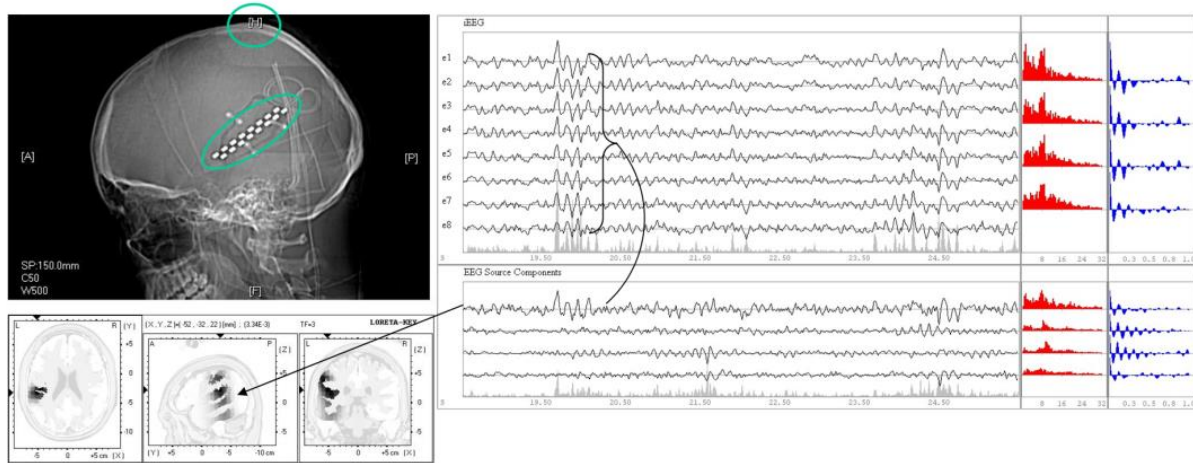 [H]
[A]
[P]
SP:150.0mm
C50
W500
[F]
iEEG
e1
e2
e3
e4
e5
e6
e7
e8
S 19.50 20.50 21.50 22.50 23.50 24.50
8 16 24 32
0.3 0.5 0.8 1.0
EEG Source Components
S 19.50 20.50 21.50 22.50 23.50 24.50
8 16 24 32
0.3 0.5 0.8 1.0
[X,Y,Z]=[-52,-32,22][mm] ; (3.34E-3) TF=3 LORETA-KEY
L R (Y)
+5
0
-5
-10
-5 0 +5 cm (X)
A P (Z)
+5
0
-5
(Y) +5 0 -5 -10 cm
L R (Z)
+5
0
-5
-5 0 +5 cm (X)